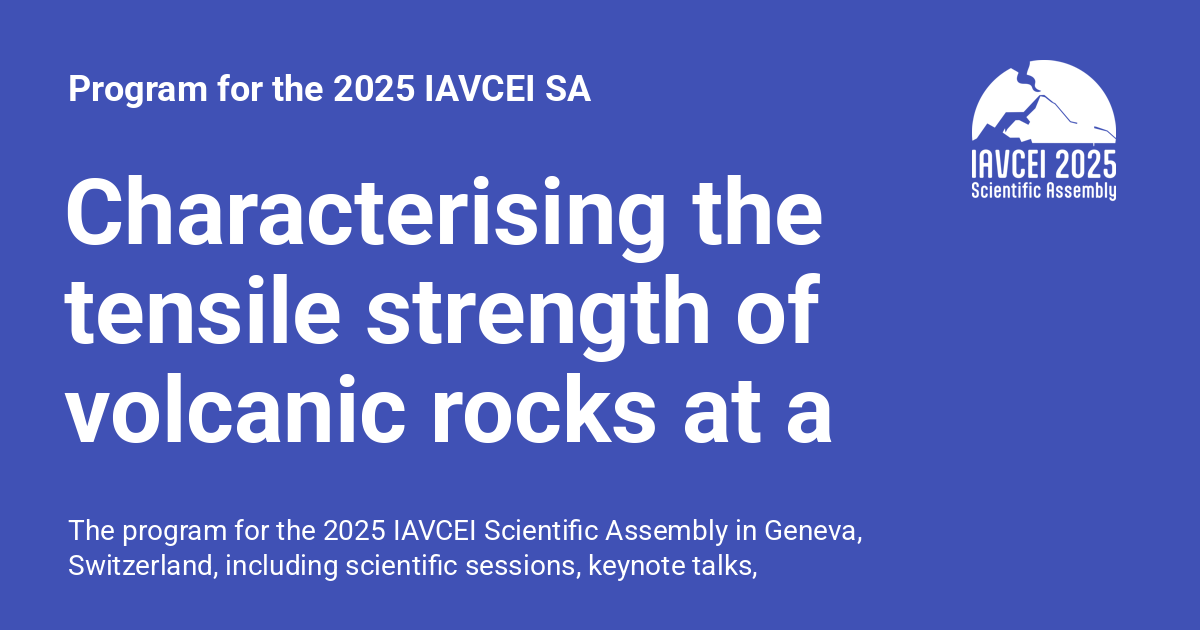 Program for the 2025 IAVCEI SA
IAVCEI 2025
Scientific Assembly
Characterising the
tensile strength of
volcanic rocks at a
The program for the 2025 IAVCEI Scientific Assembly in Geneva,
Switzerland, including scientific sessions, keynote talks,